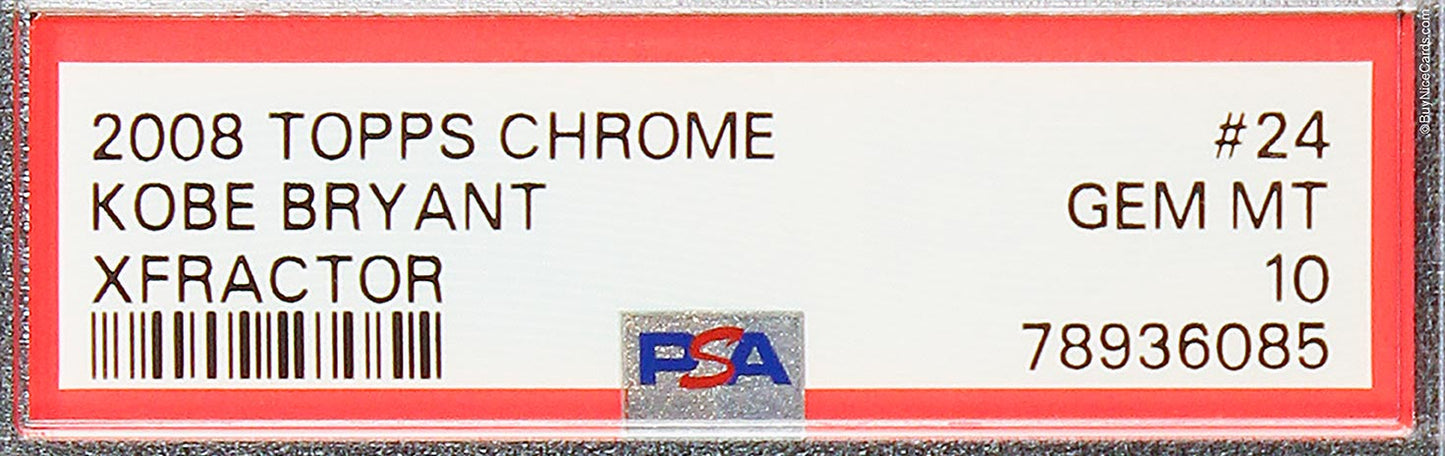 2008 TOPPS CHROME #24
KOBE BRYANT GEM MT
XFRACTOR 10
78936085
PSA
©BuyNiceCards.com